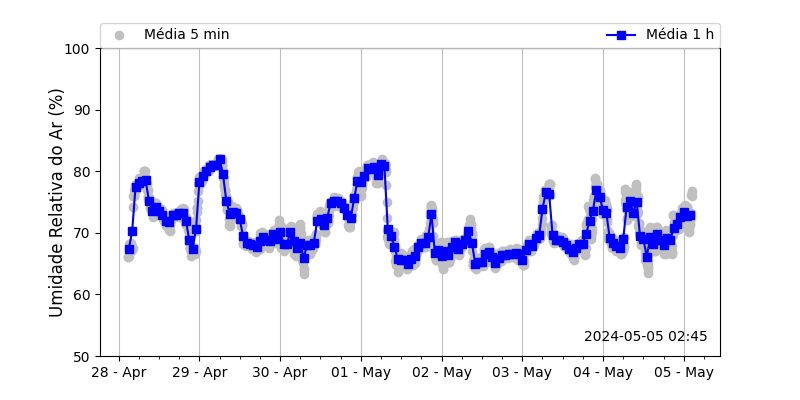 Média 5 min
Média 1 h
Umidade Relativa do Ar (%)
100
90
80
70
60
50
2024-05-05 02:45
28 - Apr
29 - Apr
30 - Apr
01 - May
02 - May
03 - May
04 - May
05 - May